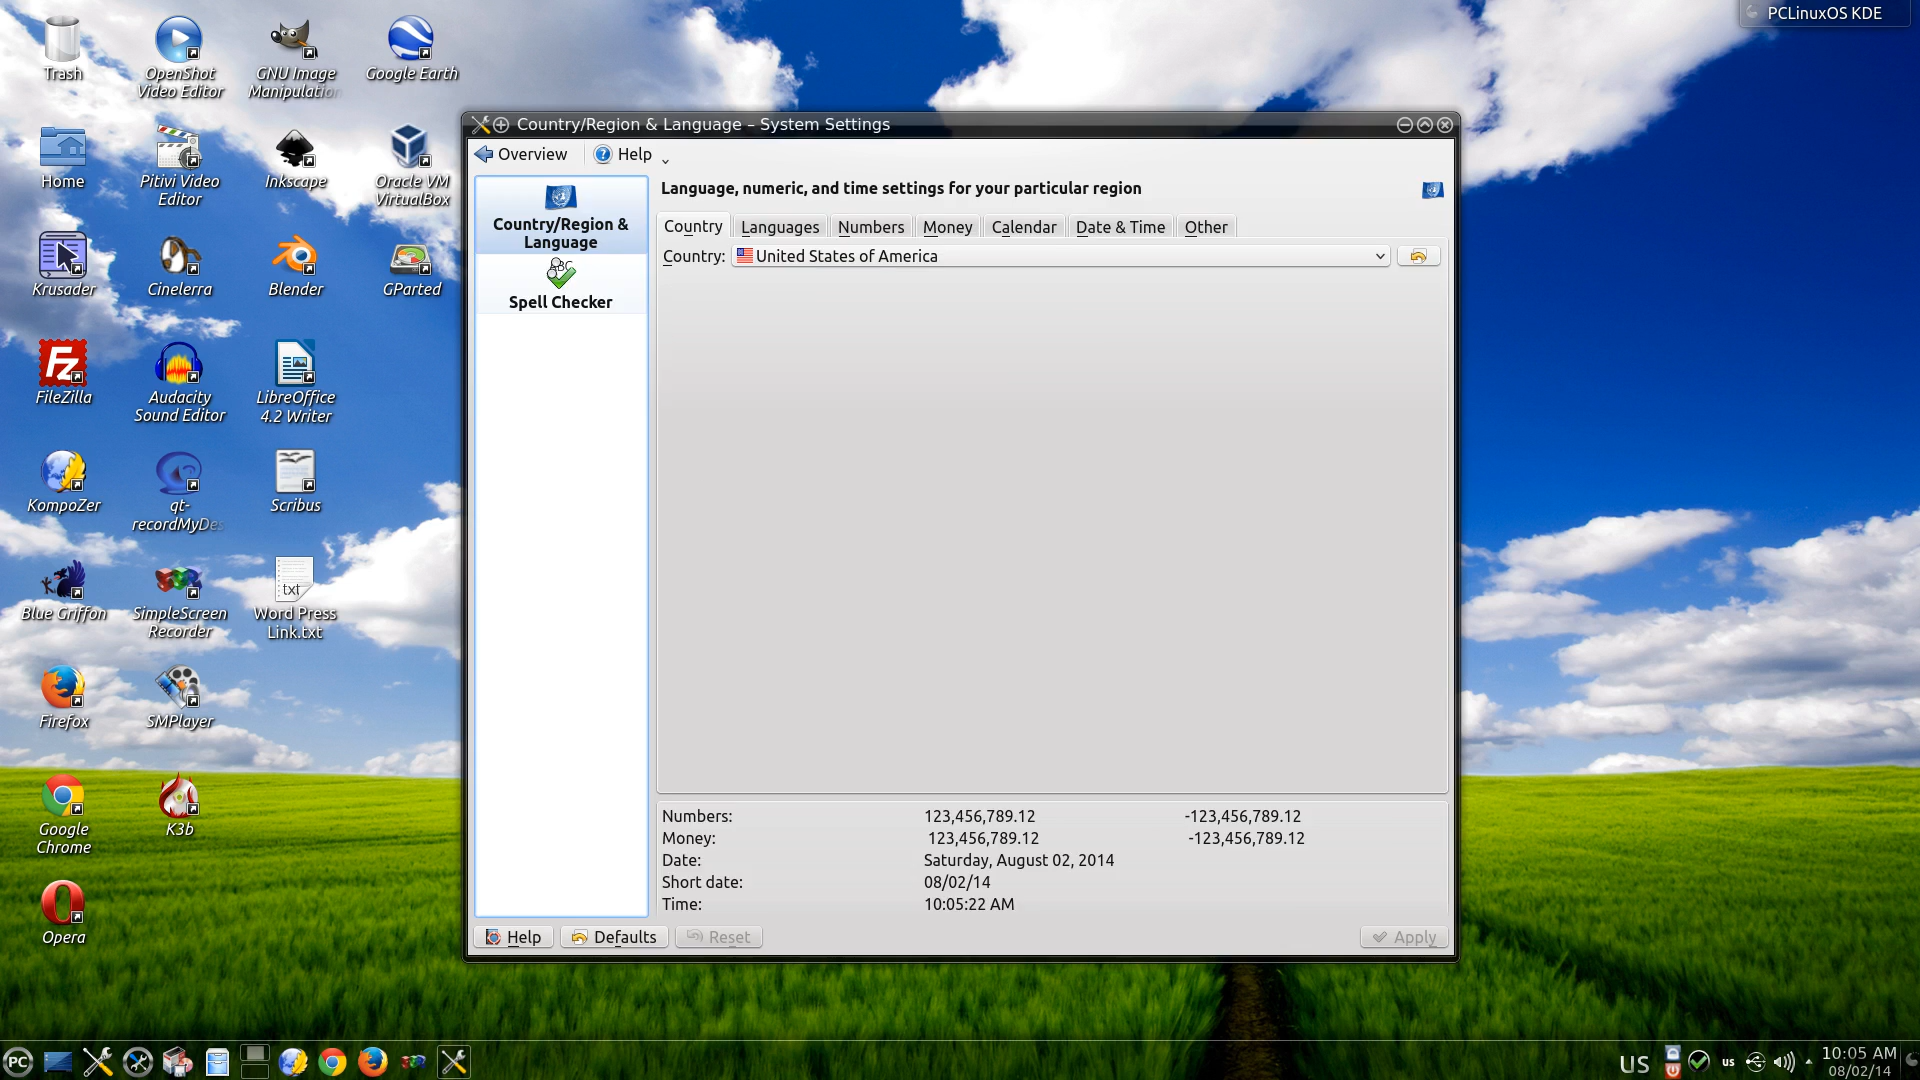 PCLinuxOS KDE
Trash
OpenShot
Video Editor
GNU Image
Manipulation
Google Earth
Home
Pitivi Video
Editor
Inkscape
Oracle VM
VirtualBox
Krusader
Cinelerra
Blender
GParted
FileZilla
Audacity
Sound Editor
LibreOffice
4.2 Writer
KompoZer
qt-
recordMyDes
Scribus
Blue Griffon
SimpleScreen
Recorder
txt
Word Press
Link.txt
Firefox
SMPlayer
Google
Chrome
K3b
Opera
Country/Region & Language – System Settings
Overview
Help
Country/Region &
Language
ABC
Spell Checker
Language, numeric, and time settings for your particular region
Country Languages Numbers Money Calendar Date & Time Other
Country: United States of America
Numbers: 123,456,789.12 -123,456,789.12
Money: 123,456,789.12 -123,456,789.12
Date: Saturday, August 02, 2014
Short date: 08/02/14
Time: 10:05:22 AM
Help Defaults Reset Apply
PC
US us 10:05 AM
08/02/14